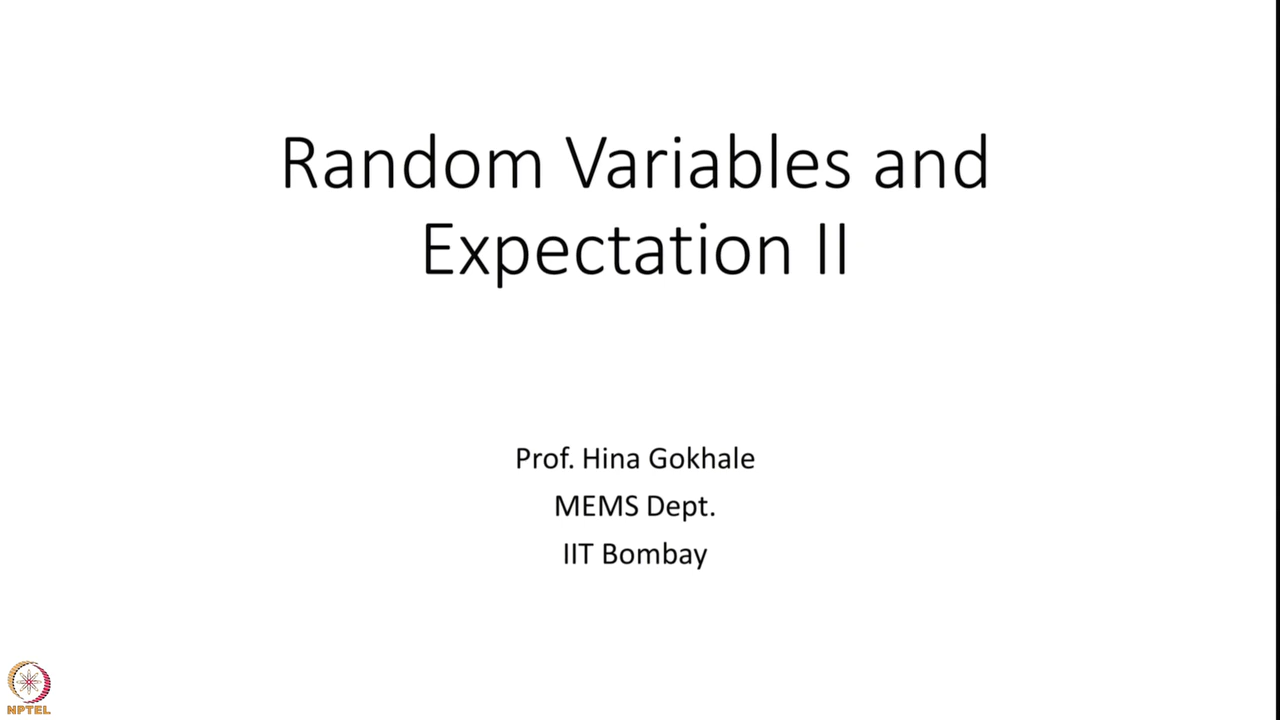 Random Variables and
Expectation II
Prof. Hina Gokhale
MEMS Dept.
IIT Bombay
NPTEL